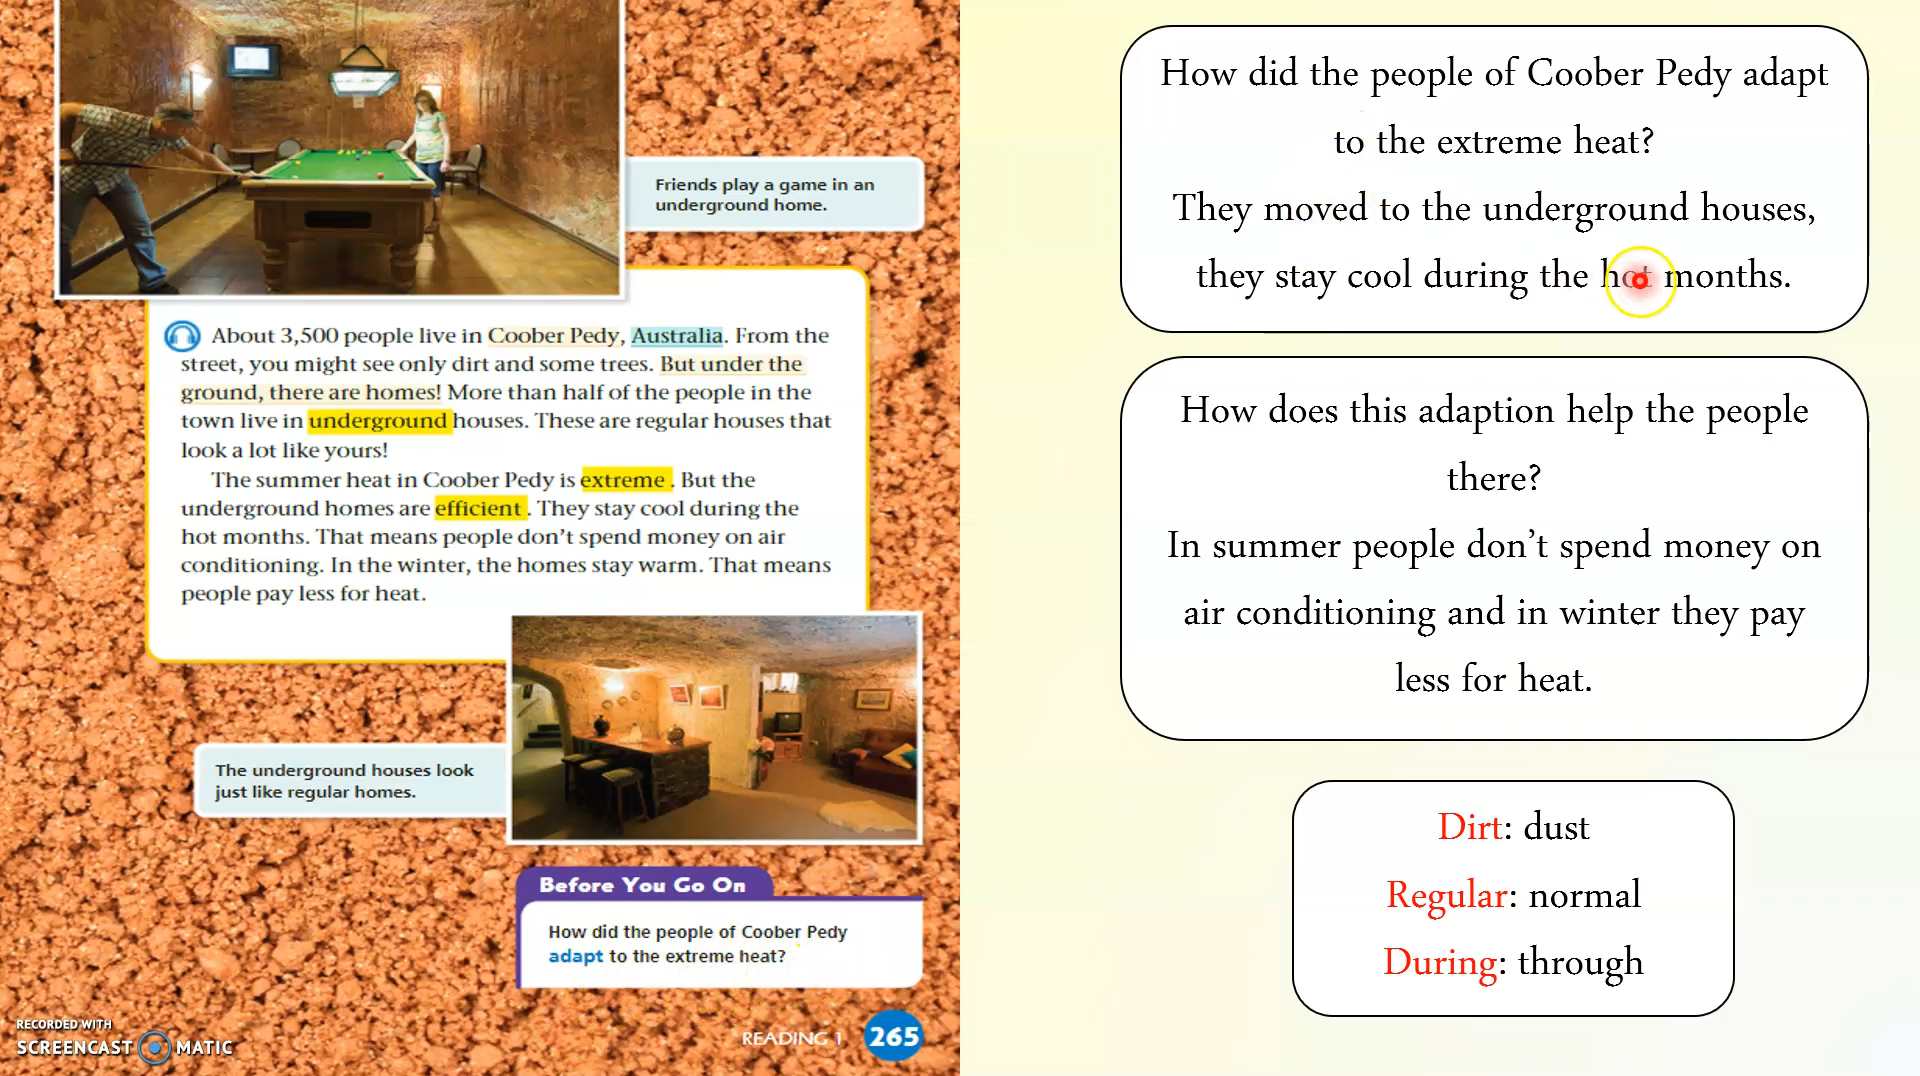 Friends play a game in an
underground home.
About 3,500 people live in Coober Pedy, Australia. From the
street, you might see only dirt and some trees. But under the
ground, there are homes! More than half of the people in the
town live in underground houses. These are regular houses that
look a lot like yours!
The summer heat in Coober Pedy is extreme . But the
underground homes are efficient . They stay cool during the
hot months. That means people don't spend money on air
conditioning. In the winter, the homes stay warm. That means
people pay less for heat.
The underground houses look
just like regular homes.
Before You Go On
How did the people of Coober Pedy
adapt to the extreme heat?
READING 1 265
RECORDED WITH
SCREENCAST MATIC
How did the people of Coober Pedy adapt
to the extreme heat?
They moved to the underground houses,
they stay cool during the hot months.
How does this adaption help the people
there?
In summer people don't spend money on
air conditioning and in winter they pay
less for heat.
Dirt: dust
Regular: normal
During: through